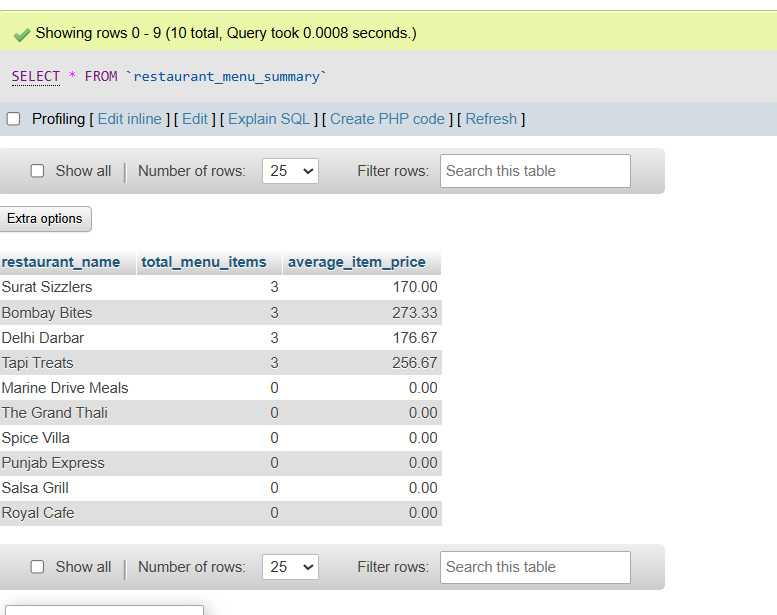 Showing rows 0 - 9 (10 total, Query took 0.0008 seconds.)
SELECT * FROM `restaurant_menu_summary`
Profiling [ Edit inline ] [ Edit ] [ Explain SQL ] [ Create PHP code ] [ Refresh ]
Show all | Number of rows: 25 Filter rows: Search this table
Extra options
restaurant_name total_menu_items average_item_price
Surat Sizzlers 3 170.00
Bombay Bites 3 273.33
Delhi Darbar 3 176.67
Tapi Treats 3 256.67
Marine Drive Meals 0 0.00
The Grand Thali 0 0.00
Spice Villa 0 0.00
Punjab Express 0 0.00
Salsa Grill 0 0.00
Royal Cafe 0 0.00
Show all | Number of rows: 25 Filter rows: Search this table